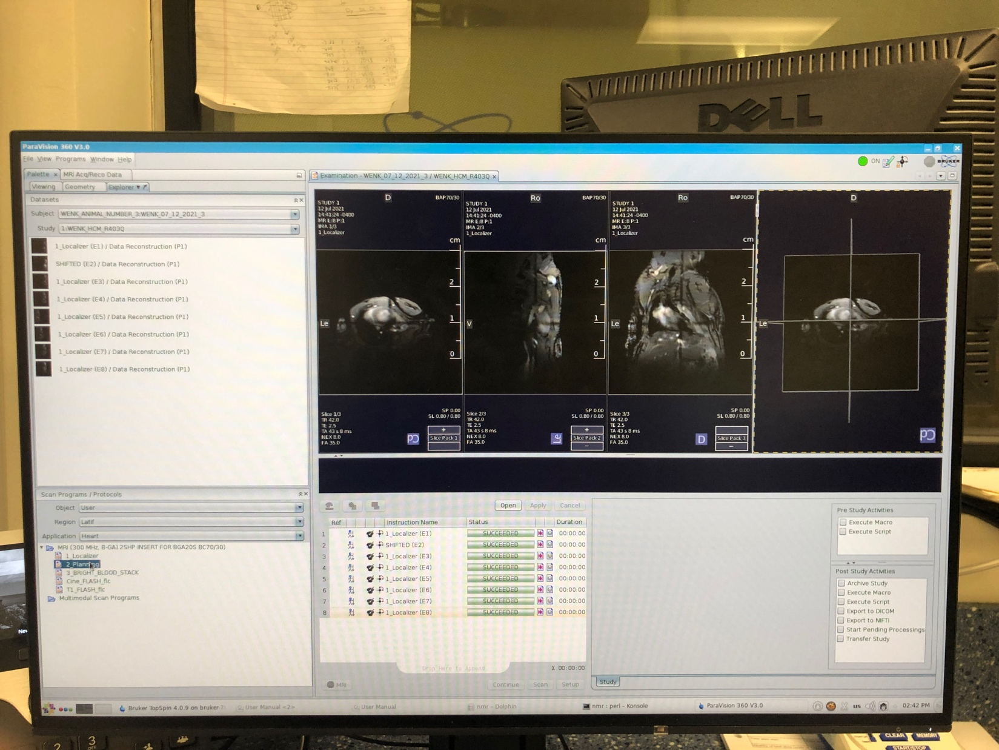 DELL
ParaVision 360 V3.0
File View Programs Window Help
ON
BRUKER
Palette × MRI Acq/Reco Data
Viewing Geometry Explorer
Datasets
Subject WENK_ANIMAL_NUMBER_3:WENK_07_12_2021_3
Study 1:WENK_HCM_R403Q
1_Localizer (E1) / Data Reconstruction (P1)
SHIFTED (E2) / Data Reconstruction (P1)
1_Localizer (E3) / Data Reconstruction (P1)
1_Localizer (E4) / Data Reconstruction (P1)
1_Localizer (E5) / Data Reconstruction (P1)
1_Localizer (E6) / Data Reconstruction (P1)
1_Localizer (E7) / Data Reconstruction (P1)
1_Localizer (E8) / Data Reconstruction (P1)
Scan Programs / Protocols
Object User
Region Latif
Application Heart
MRI (300 MHz, B-GA12SHP INSERT FOR BGA20S BC70/30)
1_Localizer
2_Planning
3_BRIGHT_BLOOD_STACK
Cine_FLASH_flc
T1_FLASH_flc
Multimodal Scan Programs
Examination - WENK_07_12_2021_3 / WENK_HCM_R403Q ×
D BAP70/30
STUDY 1
12 Jul 2021
14:41:24 -0400
MR E:8 P:1
IMA 1/3
1_Localizer
cm
2
1
0
Le
Slice 1/3
TR 42.0
TE 2.5
TA 43 s 8 ms
NEX 8.0
FA 35.0
SP 0.00
SL 0.80 / 0.80
+
Slice Pack 1
Ro BAP70/30
STUDY 1
12 Jul 2021
14:41:24 -0400
MR E:8 P:1
IMA 2/3
1_Localizer
cm
2
1
0
V
Slice 2/3
TR 42.0
TE 2.5
TA 43 s 8 ms
NEX 8.0
FA 35.0
SP 0.00
SL 0.80 / 0.80
+
Slice Pack 2
−
Le
Ro BAP70/30
STUDY 1
12 Jul 2021
14:41:24 -0400
MR E:8 P:1
IMA 3/3
1_Localizer
cm
2
1
0
Le
Slice 3/3
TR 42.0
TE 2.5
TA 43 s 8 ms
NEX 8.0
FA 35.0
SP 0.00
SL 0.80 / 0.80
D
Slice Pack 3
−
D
Le
Open Apply Cancel
Ref Instruction Name Status Duration
1 1_Localizer (E1) SUCCEEDED 00:00:00
2 SHIFTED (E2) SUCCEEDED 00:00:00
3 1_Localizer (E3) SUCCEEDED 00:00:00
4 1_Localizer (E4) SUCCEEDED 00:00:00
5 1_Localizer (E5) SUCCEEDED 00:00:00
6 1_Localizer (E6) SUCCEEDED 00:00:00
7 1_Localizer (E7) SUCCEEDED 00:00:00
8 1_Localizer (E8) SUCCEEDED 00:00:00
Drop Here to Append
Σ 00:00:00
MRI Continue Scan Setup
Pre Study Activities
Execute Macro
Execute Script
Post Study Activities
Archive Study
Execute Macro
Execute Script
Export to DICOM
Export to NIFTI
Start Pending Processings
Transfer Study
Study
Bruker TopSpin 4.0.9 on bruker-7 User Manual <2> User Manual nmr - Dolphin nmr : perl - Konsole ParaVision 360 V3.0 us 02:42 PM
2 3
CLEAR MEMORY
START/STOP